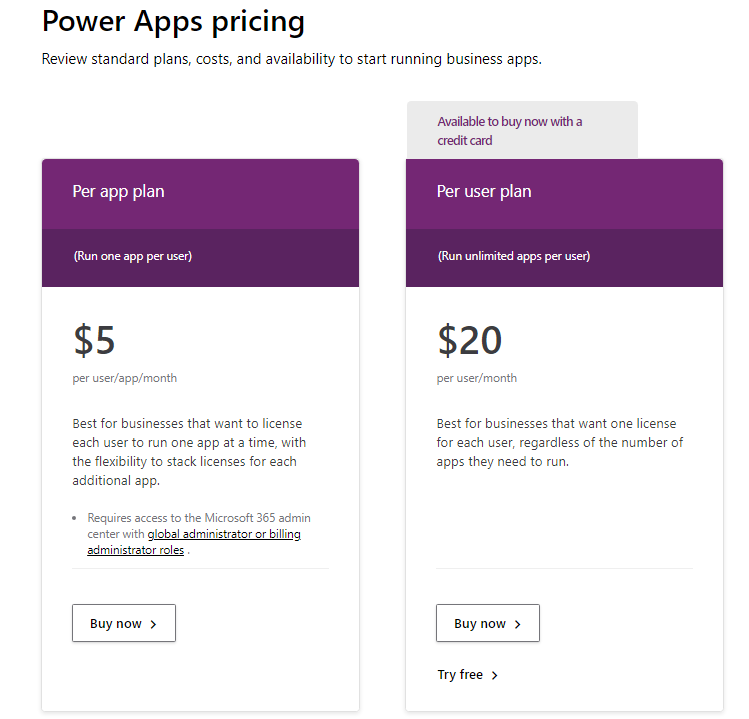 Power Apps pricing
Review standard plans, costs, and availability to start running business apps.
Available to buy now with a
credit card
Per app plan
(Run one app per user)
$5
per user/app/month
Best for businesses that want to license
each user to run one app at a time, with
the flexibility to stack licenses for each
additional app.
• Requires access to the Microsoft 365 admin
center with global administrator or billing
administrator roles .
Buy now >
Per user plan
(Run unlimited apps per user)
$20
per user/month
Best for businesses that want one license
for each user, regardless of the number of
apps they need to run.
Buy now >
Try free >